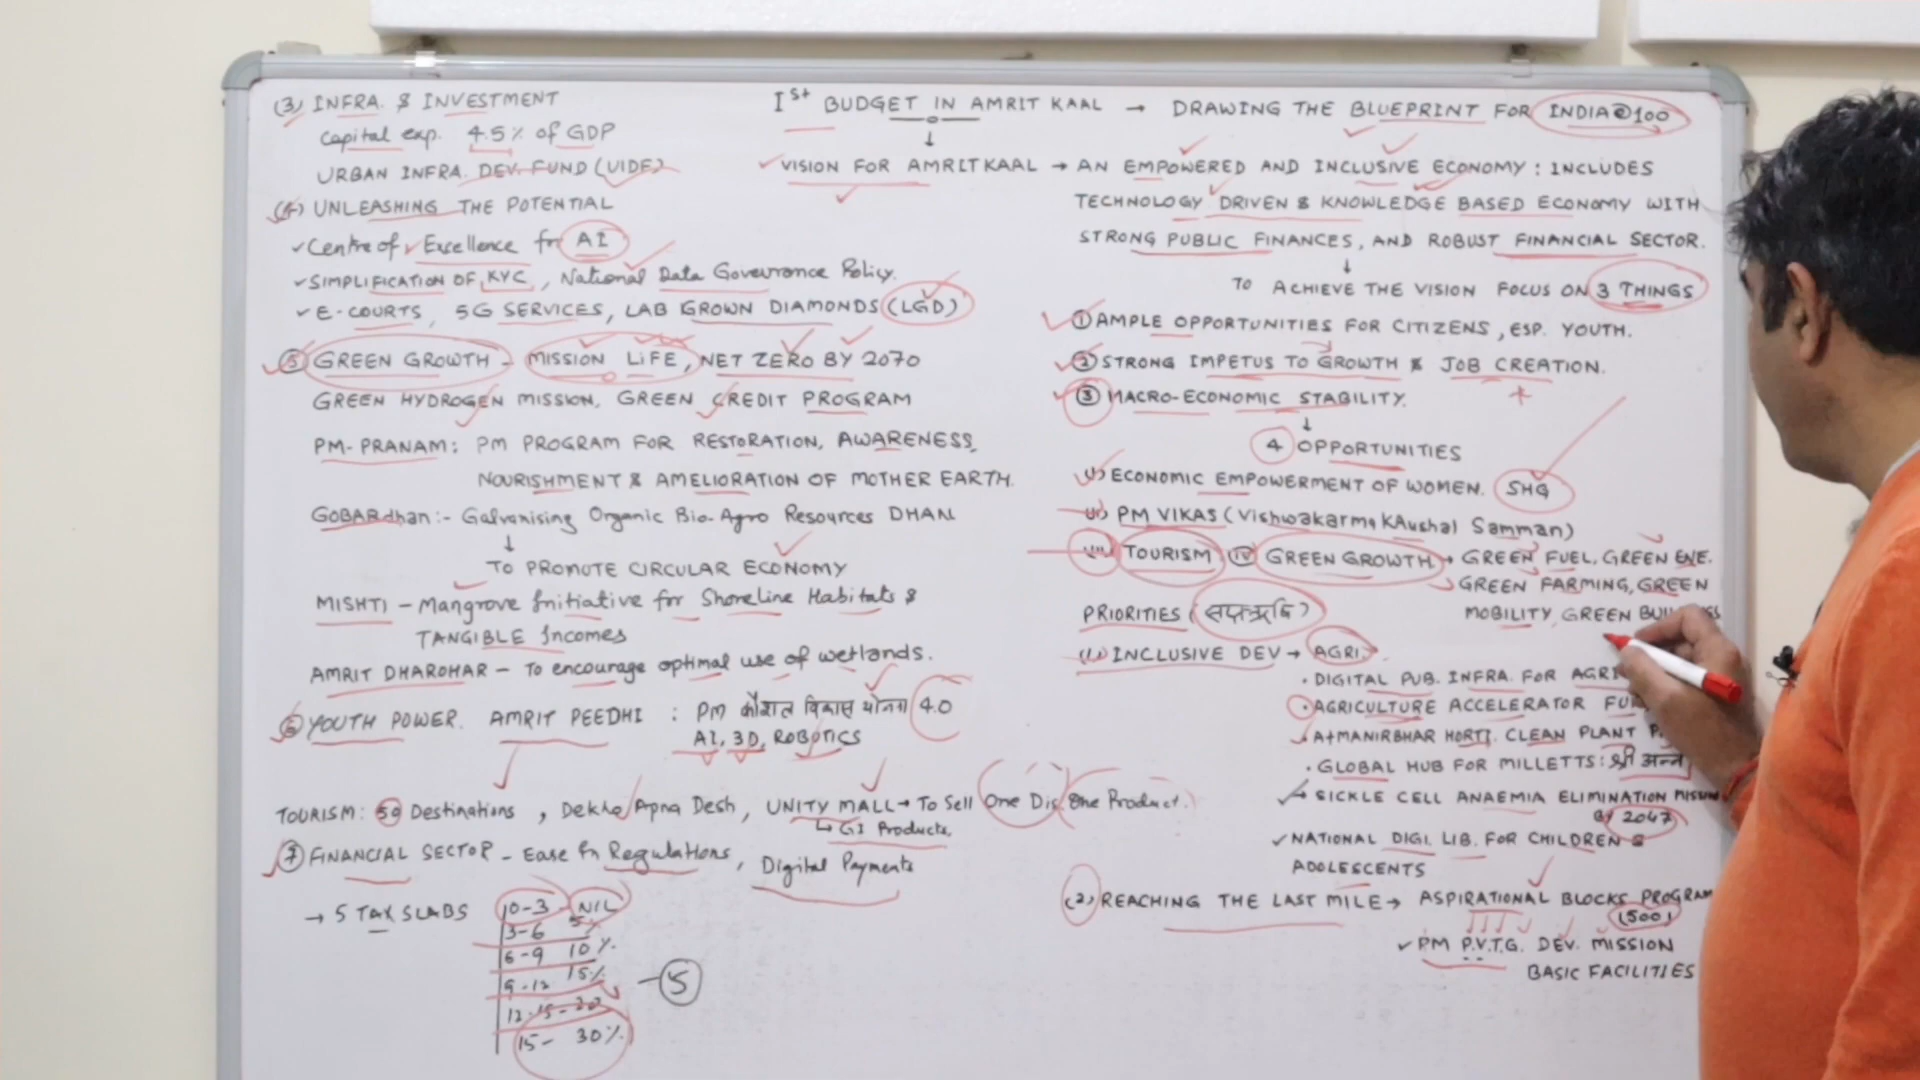 Ist BUDGET IN AMRIT KAAL → DRAWING THE BLUEPRINT FOR INDIA@100
↓
VISION FOR AMRITKAAL → AN EMPOWERED AND INCLUSIVE ECONOMY: INCLUDES
TECHNOLOGY DRIVEN & KNOWLEDGE BASED ECONOMY WITH
STRONG PUBLIC FINANCES, AND ROBUST FINANCIAL SECTOR.
↓
TO ACHIEVE THE VISION FOCUS ON 3 THINGS
① AMPLE OPPORTUNITIES FOR CITIZENS, ESP. YOUTH.
② STRONG IMPETUS TO GROWTH & JOB CREATION.
③ MACRO-ECONOMIC STABILITY.
↓
4 OPPORTUNITIES
(i) ECONOMIC EMPOWERMENT OF WOMEN. SHG
(ii) PM VIKAS (Vishwakarma KAushal Samman)
(iii) TOURISM (iv) GREEN GROWTH → GREEN FUEL, GREEN ENE.
GREEN FARMING, GREEN
MOBILITY, GREEN
PRIORITIES (सप्तऋषि)
(1) INCLUSIVE DEV → AGRI.
• DIGITAL PUB. INFRA. FOR
• AGRICULTURE ACCELERATOR
• AtMANIRBHAR HORTI. CLEAN PLANT
• GLOBAL HUB FOR MILLETTS: श्री अन्न
→ SICKLE CELL ANAEMIA ELIMINATION
BY 2047
✓ NATIONAL DIGI. LIB. FOR CHILDREN &
ADOLESCENTS
(2) REACHING THE LAST MILE → ASPIRATIONAL BLOCKS PROGRAM
(500)
✓ PM P.V.T.G. DEV. MISSION
BASIC FACILITIES
(3) INFRA. & INVESTMENT
Capital exp. 4.5% of GDP
URBAN INFRA. DEV. FUND (UIDF)
(4) UNLEASHING THE POTENTIAL
✓ Centre of Excellence for AI
✓ SIMPLIFICATION OF KYC, National Data Goverrance Policy.
✓ E-COURTS, 5G SERVICES, LAB GROWN DIAMONDS (LGD)
⑤ GREEN GROWTH - MISSION LiFE, NET ZERO BY 2070
GREEN HYDROGEN MISSION, GREEN CREDIT PROGRAM
PM-PRANAM: PM PROGRAM FOR RESTORATION, AWARENESS,
NOURISHMENT & AMELIORATION OF MOTHER EARTH.
GOBARdhan:- Galvanising Organic Bio-Agro Resources DHAN
↓
TO PROMOTE CIRCULAR ECONOMY
MISHTI - Mangrove Initiative for Shoreline Habitats &
TANGIBLE Incomes
AMRIT DHAROHAR - To encourage optimal use of wetlands.
⑥ YOUTH POWER. AMRIT PEEDHI : PM कौशल विकास योजना 4.0
AI, 3D, ROBOTICS
TOURISM: 50 Destinations, Dekho Apna Desh, UNITY MALL → To Sell One Dis One Product.
↳ GI Products,
⑦ FINANCIAL SECTOR - Ease in Regulations, Digital Payments
→ 5 TAX SLABS
0-3 - NIL
3-6 5%
6-9 10%.
9-12 15%
12-15 - 20
15 - 30%.
- ⑤